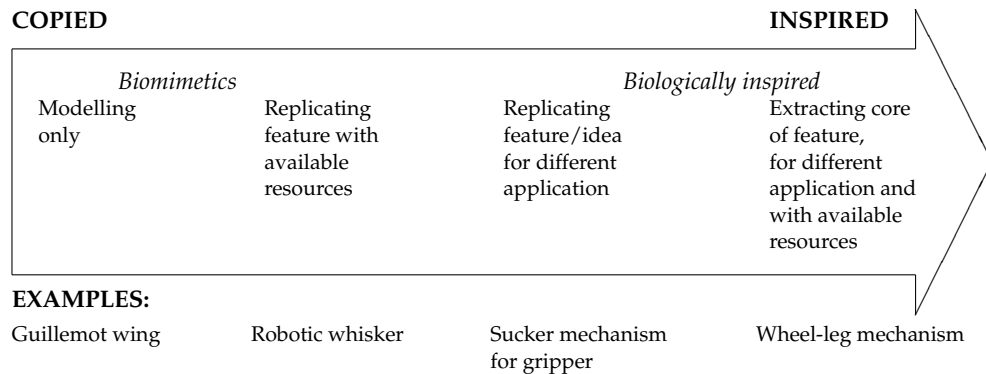 COPIED INSPIRED
Biomimetics Biologically inspired
Modelling
only
Replicating
feature with
available
resources
Replicating
feature/idea
for different
application
Extracting core
of feature,
for different
application and
with available
resources
EXAMPLES:
Guillemot wing
Robotic whisker
Sucker mechanism
for gripper
Wheel-leg mechanism